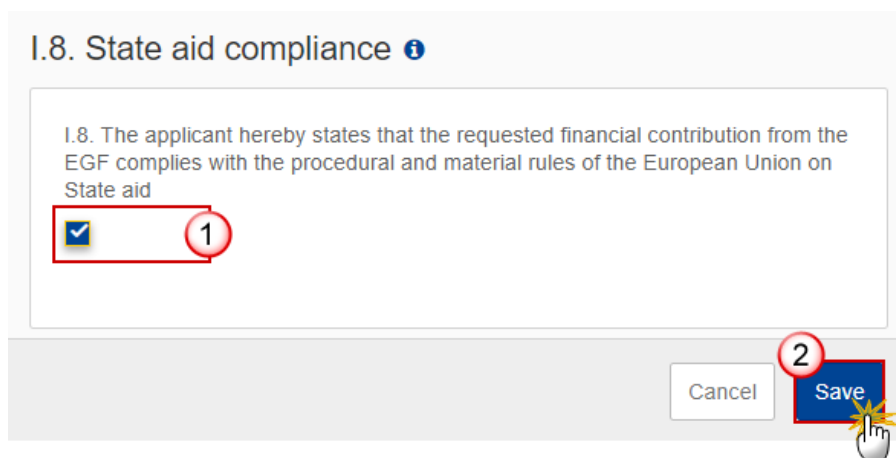 I.8. State aid compliance
I.8. The applicant hereby states that the requested financial contribution from the
EGF complies with the procedural and material rules of the European Union on
State aid
1
2
Cancel
Save